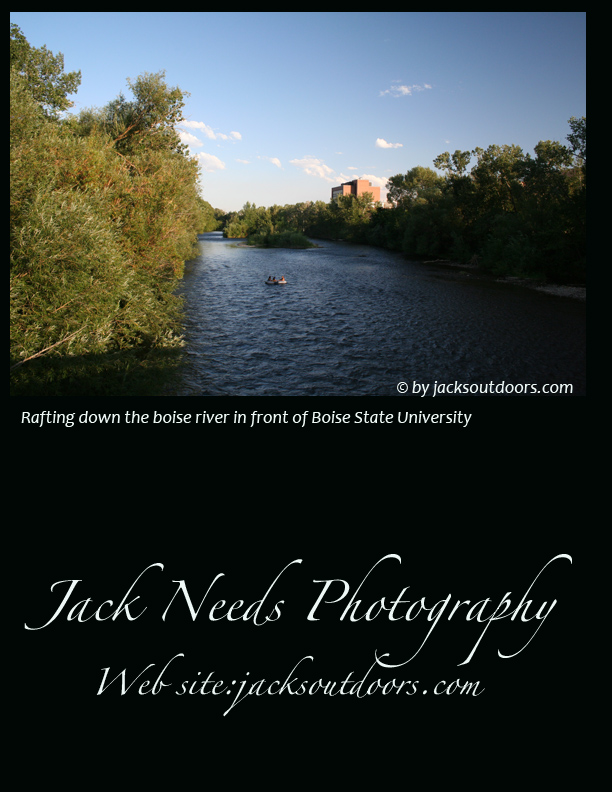 © by jacksoutdoors.com
Rafting down the boise river in front of Boise State University
Jack Needs Photography
Web site:jacksoutdoors.com